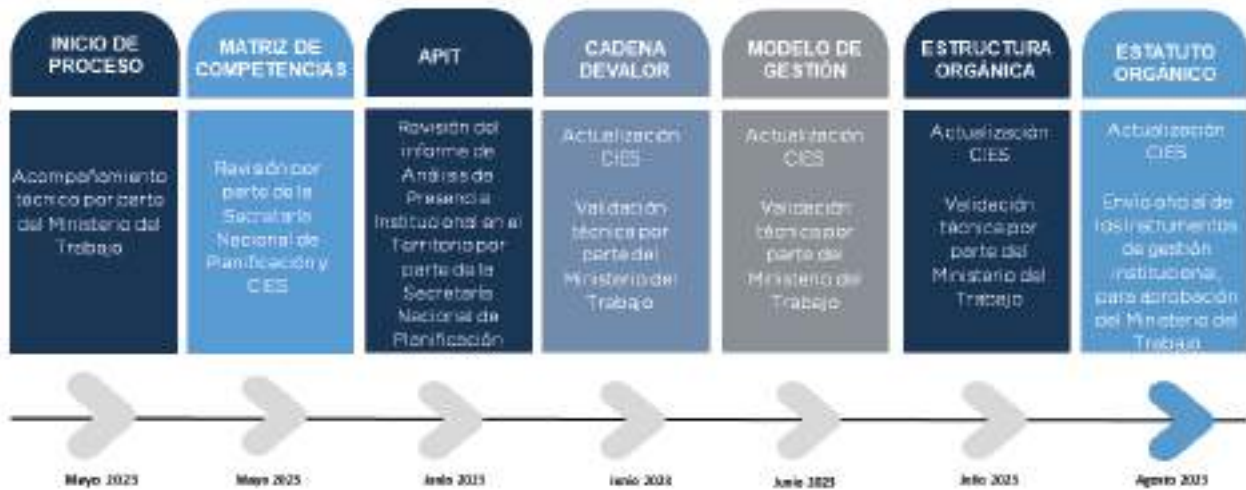 INICIO DE
PROCESO
Acompañamiento
técnico por parte
del Ministerio del
Trabajo
Mayo 2023
MATRIZ DE
COMPETENCIAS
Revisión por
parte de la
Secretaría
Nacional de
Planificación y
CIES
Mayo 2023
APIT
Revisión del
informe de
Análisis de
Presencia
Institucional en el
Territorio por
parte de la
Secretaría
Nacional de
Planificación
Junio 2023
CADENA
DEVALOR
Actualización
CIES
Validación
técnica por
parte del
Ministerio del
Trabajo
Junio 2023
MODELO DE
GESTIÓN
Actualización
CIES
Validación
técnica por
parte del
Ministerio del
Trabajo
Junio 2023
ESTRUCTURA
ORGÁNICA
Actualización
CIES
Validación
técnica por
parte del
Ministerio del
Trabajo
Julio 2023
ESTATUTO
ORGÁNICO
Actualización
CIES
Envío oficial de
los instrumentos
de gestión
institucional,
para aprobación
del Ministerio del
Trabajo
Agosto 2023